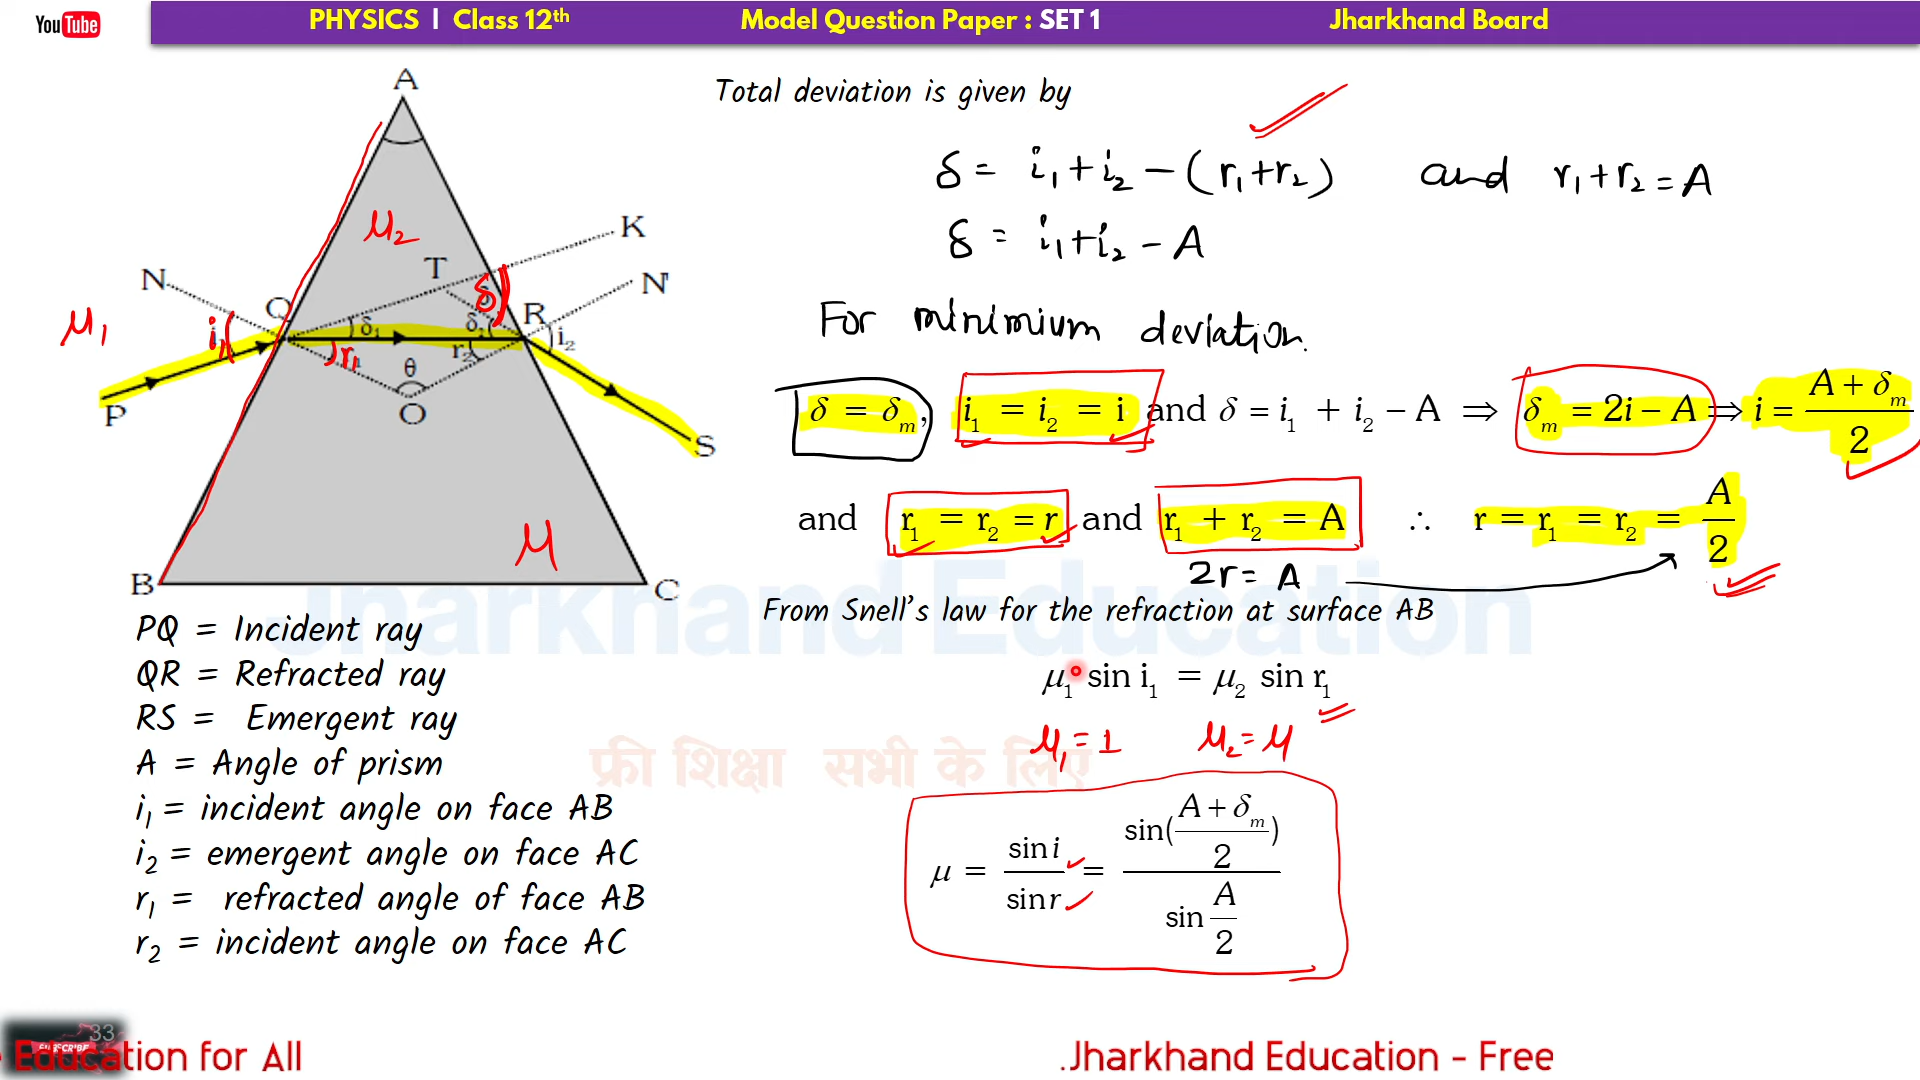 YouTube
PHYSICS | Class 12th Model Question Paper : SET 1 Jharkhand Board
A
K
T
N
N'
Q
R
μ₂
μ₁
δ
i₁
δ₁
δ₂
i₂
r₁
r₂
θ
O
P
S
μ
B
C
Total deviation is given by
δ = i₁ + i₂ − (r₁+r₂) and r₁+r₂ = A
δ = i₁+i₂ − A
For minimium deviation.
δ = δₘ, i₁ = i₂ = i and δ = i₁ + i₂ − A ⇒ δₘ = 2i − A ⇒ i = (A + δₘ)/2
and r₁ = r₂ = r and r₁ + r₂ = A ∴ r = r₁ = r₂ = A/2
2r = A
From Snell's law for the refraction at surface AB
μ₁ sin i₁ = μ₂ sin r₁
μ₁ = 1 μ₂ = μ
μ = sin i / sin r = sin((A + δₘ)/2) / sin A/2
PQ = Incident ray
QR = Refracted ray
RS = Emergent ray
A = Angle of prism
i₁ = incident angle on face AB
i₂ = emergent angle on face AC
r₁ = refracted angle of face AB
r₂ = incident angle on face AC
Jharkhand Education
फ्री शिक्षा सभी के लिए
33
SUBSCRIBE
Education for All
.Jharkhand Education - Free